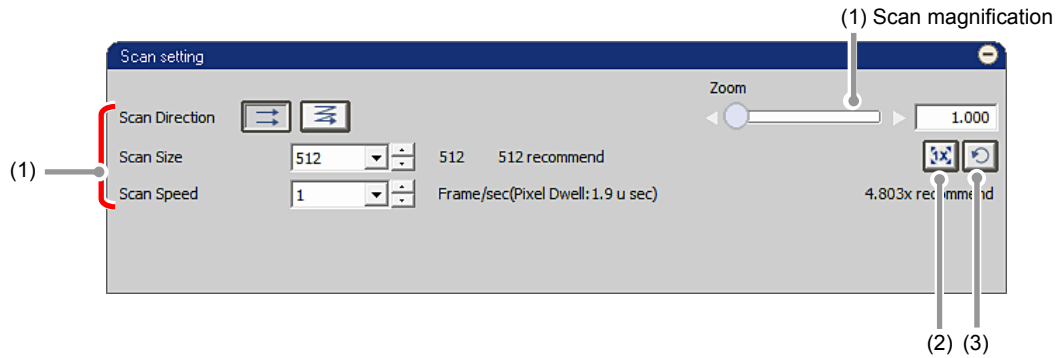 (1) Scan magnification
Scan setting
Zoom
Scan Direction
1.000
Scan Size 512 512 512 recommend
1X
(1)
Scan Speed 1 Frame/sec(Pixel Dwell:1.9 u sec) 4.803x recommend
(2) (3)